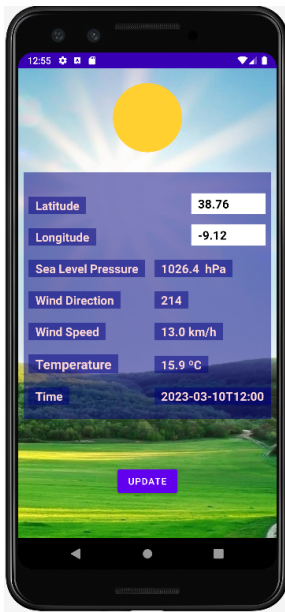 12:55
Latitude 38.76
Longitude -9.12
Sea Level Pressure 1026.4 hPa
Wind Direction 214
Wind Speed 13.0 km/h
Temperature 15.9 ºC
Time 2023-03-10T12:00
UPDATE